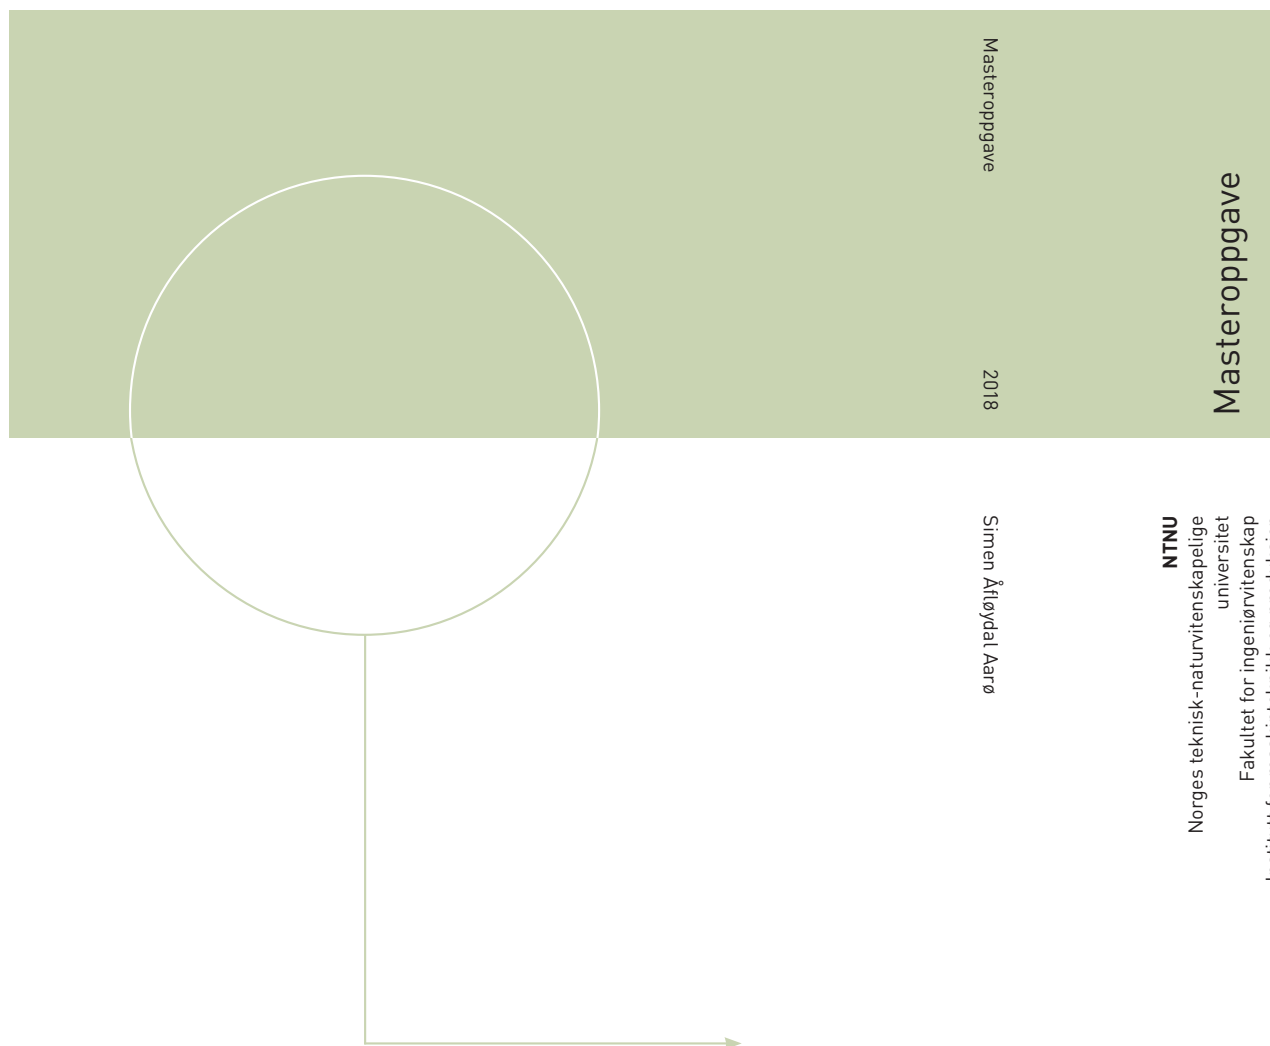 Masteroppgave
2018
Simen Åfløydal Aarø
Masteroppgave
NTNU
Norges teknisk-naturvitenskapelige
universitet
Fakultet for ingeniørvitenskap